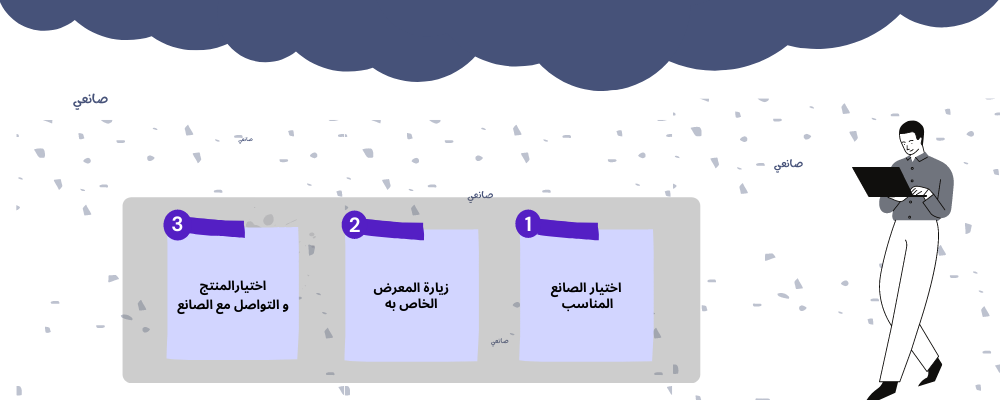 صانعي
صانعي
صانعي
صانعي
1
اختيار الصانع
المناسب
2
زيارة المعرض
الخاص به
3
اختيارالمنتج
و التواصل مع الصانع
صانعي